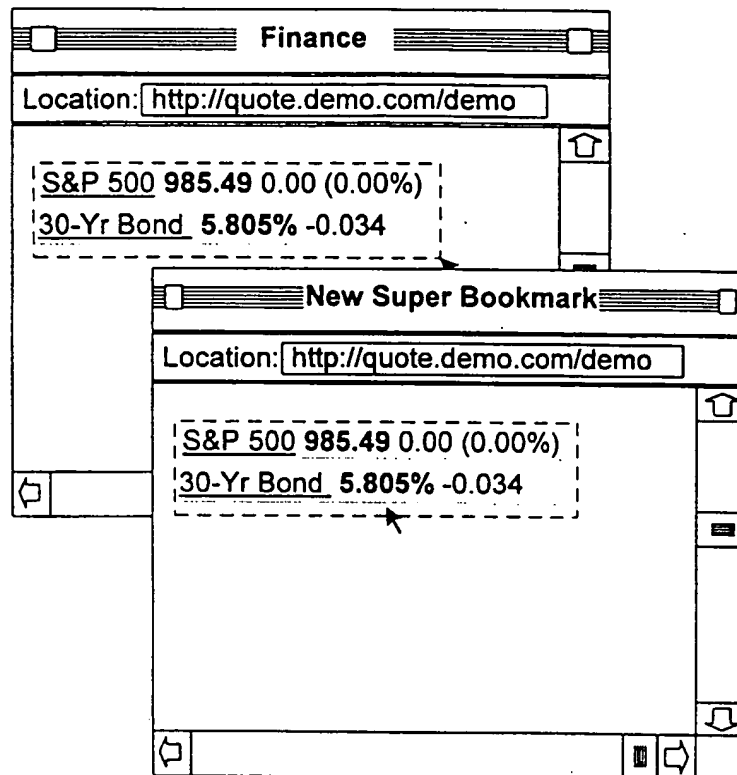 Finance
Location: http://quote.demo.com/demo
S&P 500 985.49 0.00 (0.00%)
30-Yr Bond 5.805% -0.034
New Super Bookmark
Location: http://quote.demo.com/demo
S&P 500 985.49 0.00 (0.00%)
30-Yr Bond 5.805% -0.034